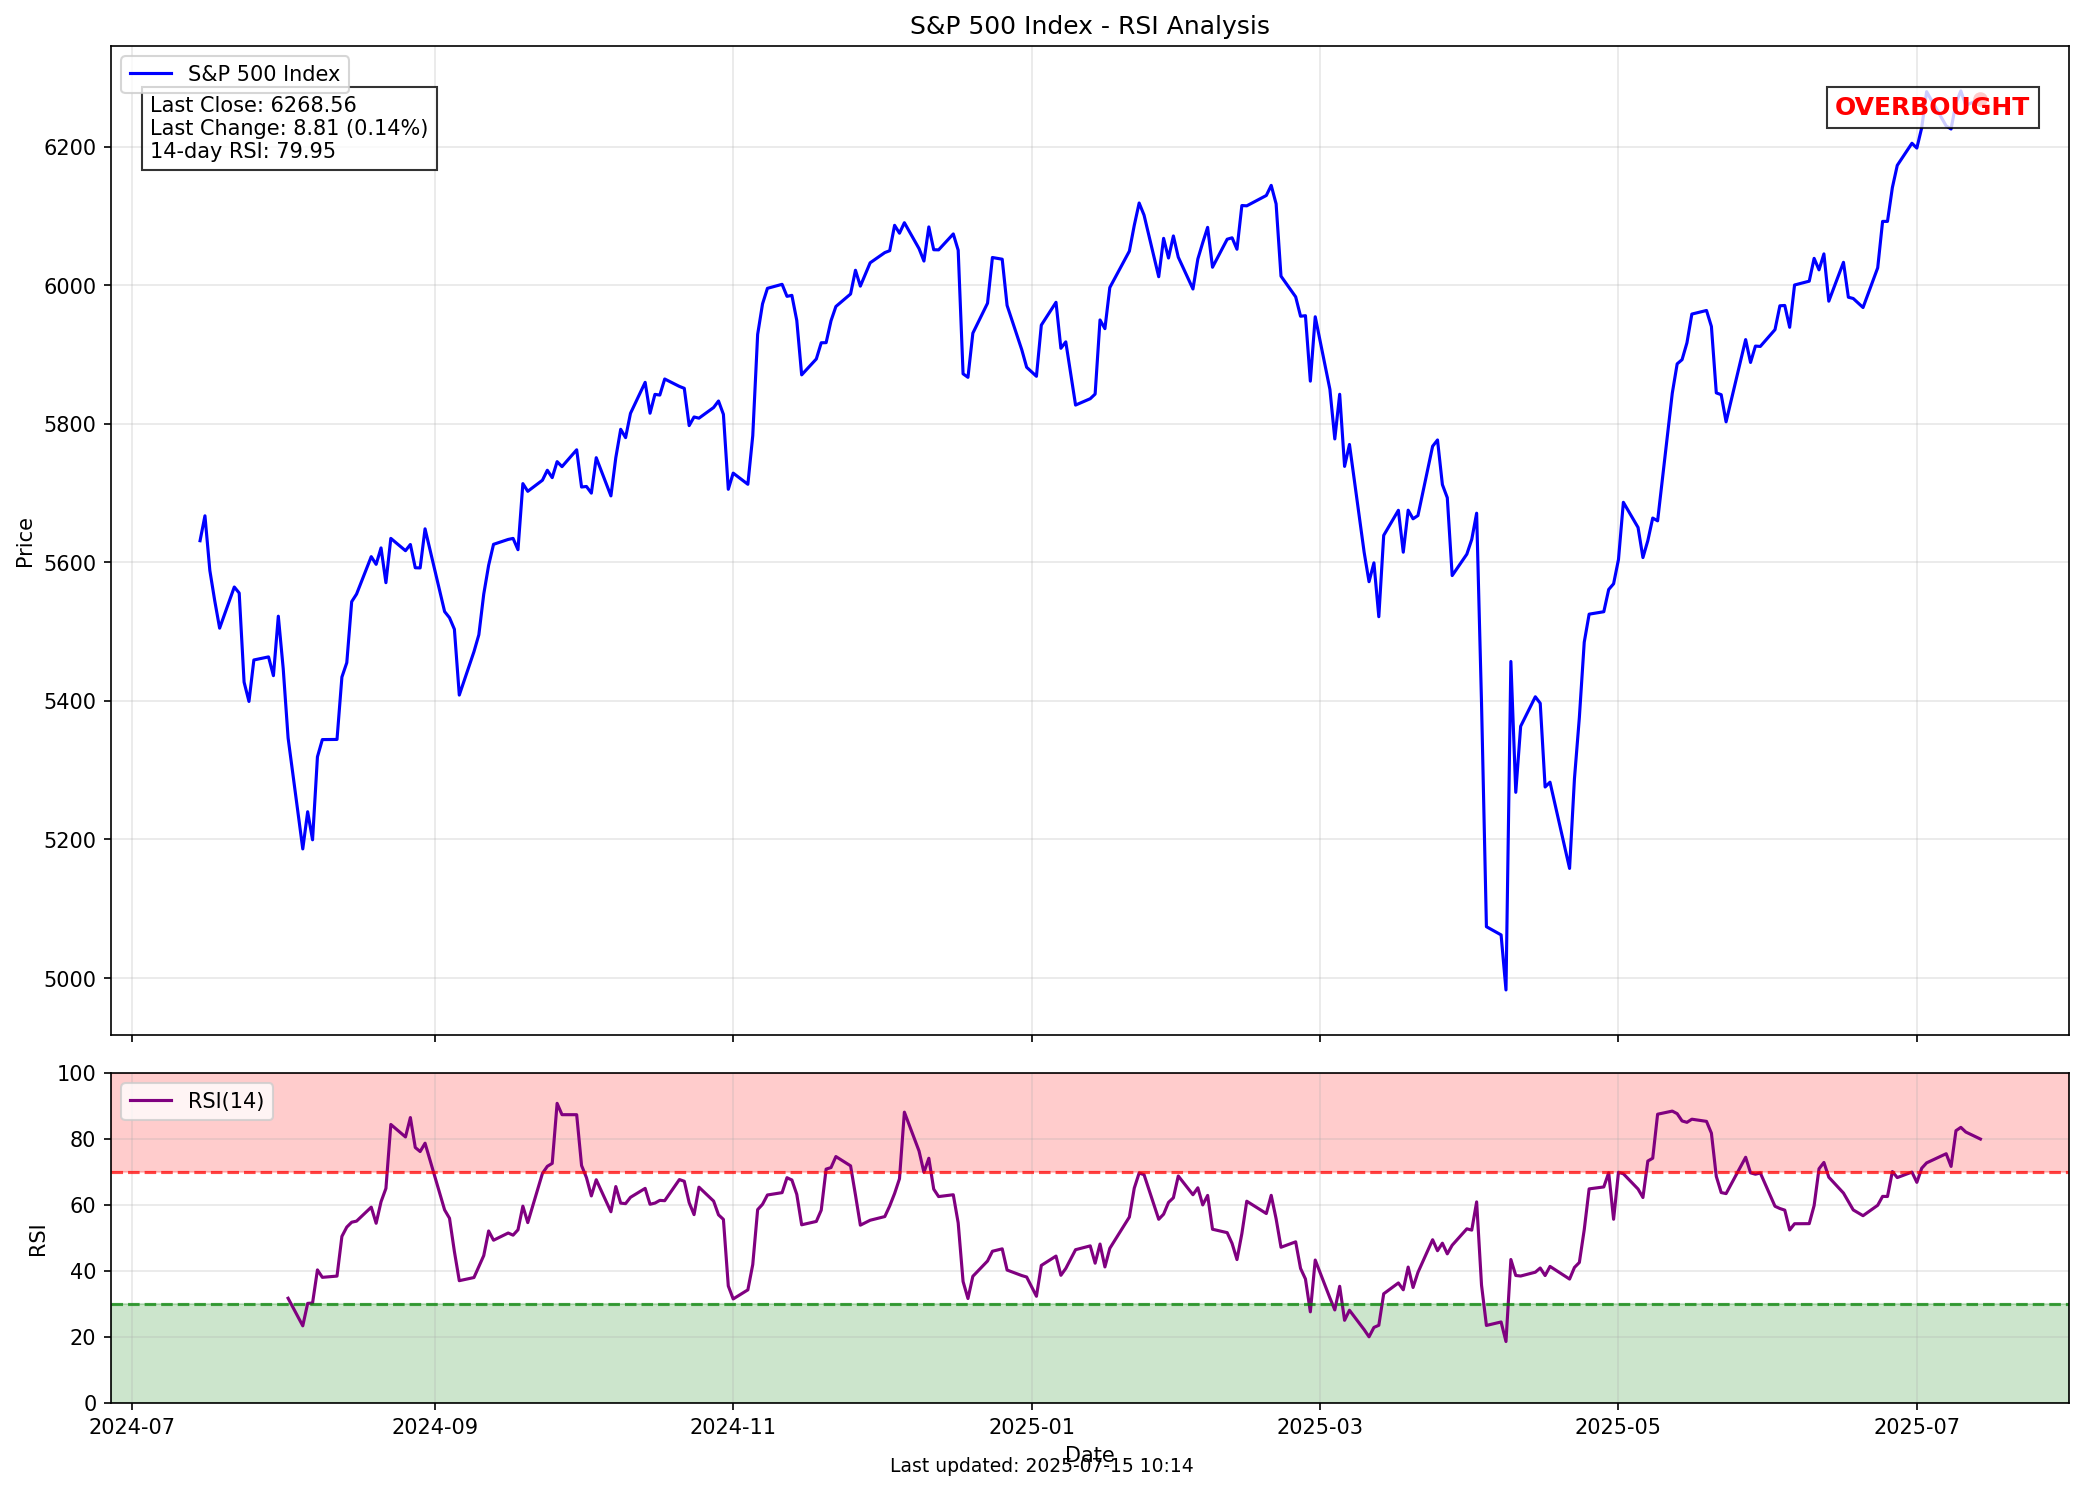 S&P 500 Index - RSI Analysis
S&P 500 Index
Last Close: 6268.56
Last Change: 8.81 (0.14%)
14-day RSI: 79.95
OVERBOUGHT
Price
6200
6000
5800
5600
5400
5200
5000
RSI(14)
RSI
100
80
60
40
20
0
2024-07
2024-09
2024-11
2025-01
2025-03
2025-05
2025-07
Date
Last updated: 2025-07-15 10:14